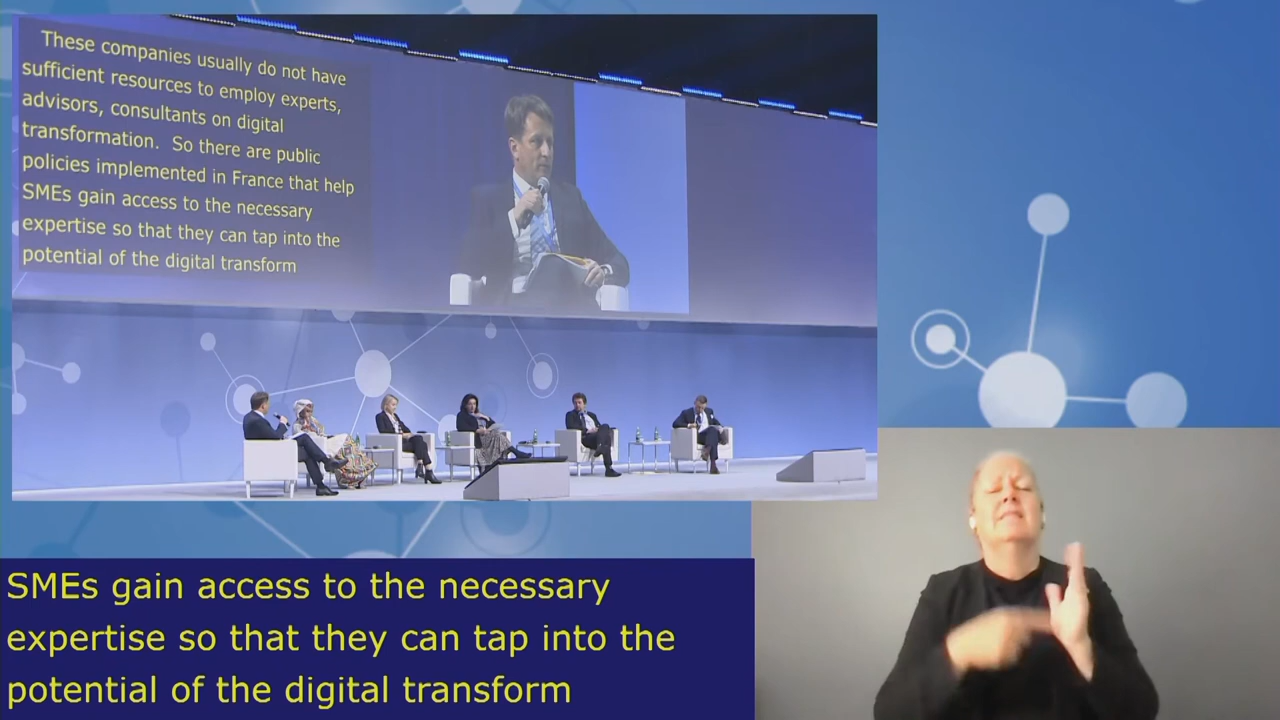 These companies usually do not have
sufficient resources to employ experts,
advisors, consultants on digital
transformation.  So there are public
policies implemented in France that help
SMEs gain access to the necessary
expertise so that they can tap into the
potential of the digital transform
SMEs gain access to the necessary
expertise so that they can tap into the
potential of the digital transform